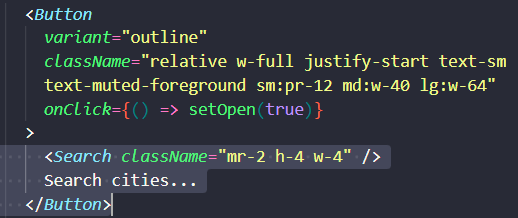 <Button
variant="outline"
className="relative w-full justify-start text-sm
text-muted-foreground sm:pr-12 md:w-40 lg:w-64"
onClick={() => setOpen(true)}
>
<Search className="mr-2 h-4 w-4" />
Search cities...
</Button>